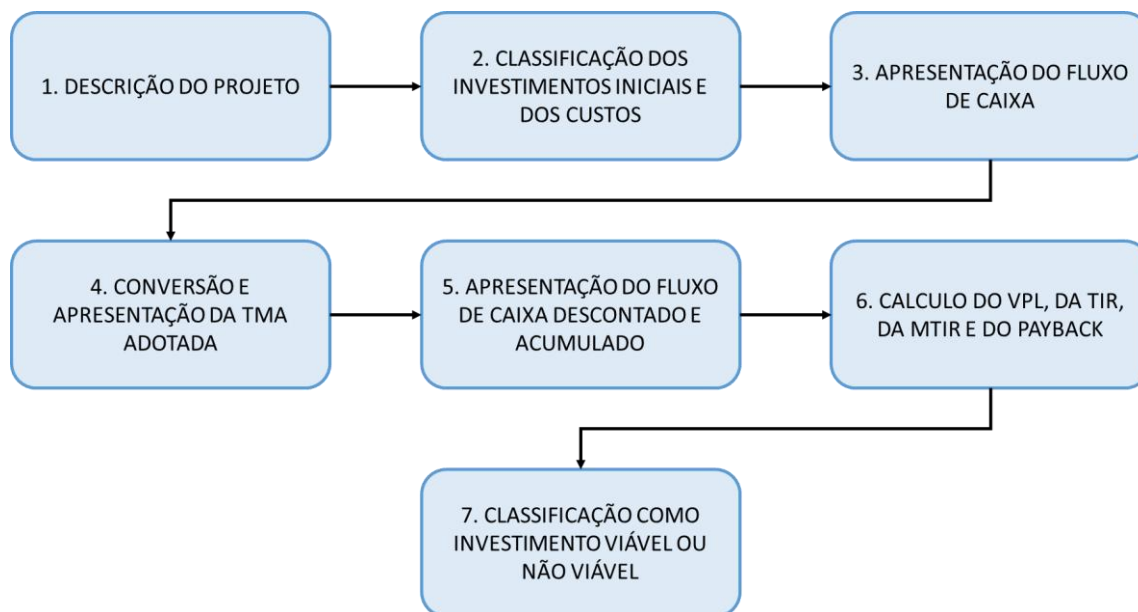 1. DESCRIÇÃO DO PROJETO
2. CLASSIFICAÇÃO DOS
INVESTIMENTOS INICIAIS E
DOS CUSTOS
3. APRESENTAÇÃO DO FLUXO
DE CAIXA
4. CONVERSÃO E
APRESENTAÇÃO DA TMA
ADOTADA
5. APRESENTAÇÃO DO FLUXO
DE CAIXA DESCONTADO E
ACUMULADO
6. CALCULO DO VPL, DA TIR,
DA MTIR E DO PAYBACK
7. CLASSIFICAÇÃO COMO
INVESTIMENTO VIÁVEL OU
NÃO VIÁVEL